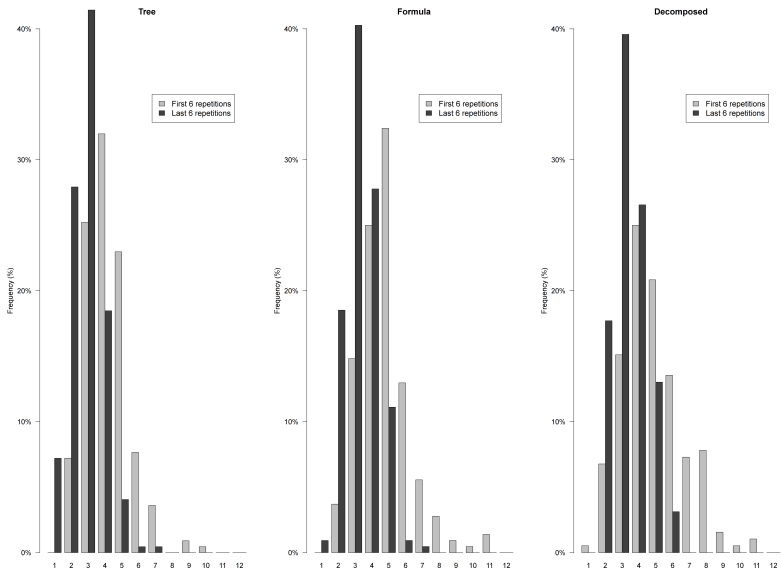 Tree
Frequency (%)
40%
30%
20%
10%
0%
First 6 repetitions
Last 6 repetitions
1 2 3 4 5 6 7 8 9 10 11 12
Formula
Frequency (%)
40%
30%
20%
10%
0%
First 6 repetitions
Last 6 repetitions
1 2 3 4 5 6 7 8 9 10 11 12
Decomposed
Frequency (%)
40%
30%
20%
10%
0%
First 6 repetitions
Last 6 repetitions
1 2 3 4 5 6 7 8 9 10 11 12